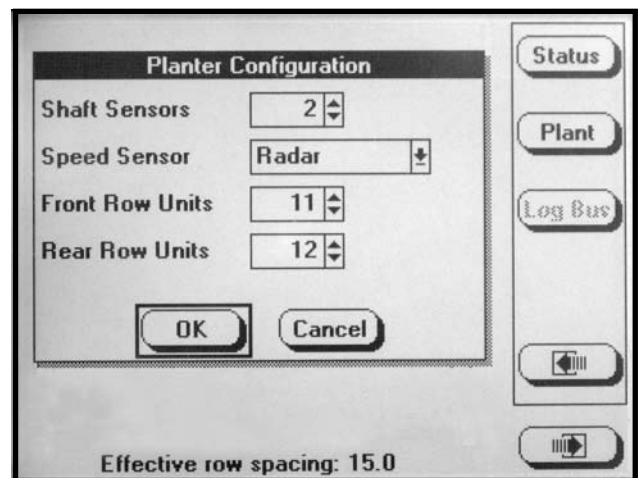 Planter Configuration
Shaft Sensors 2
Speed Sensor Radar
Front Row Units 11
Rear Row Units 12
OK Cancel
Effective row spacing: 15.0
Status
Plant
Log Bus